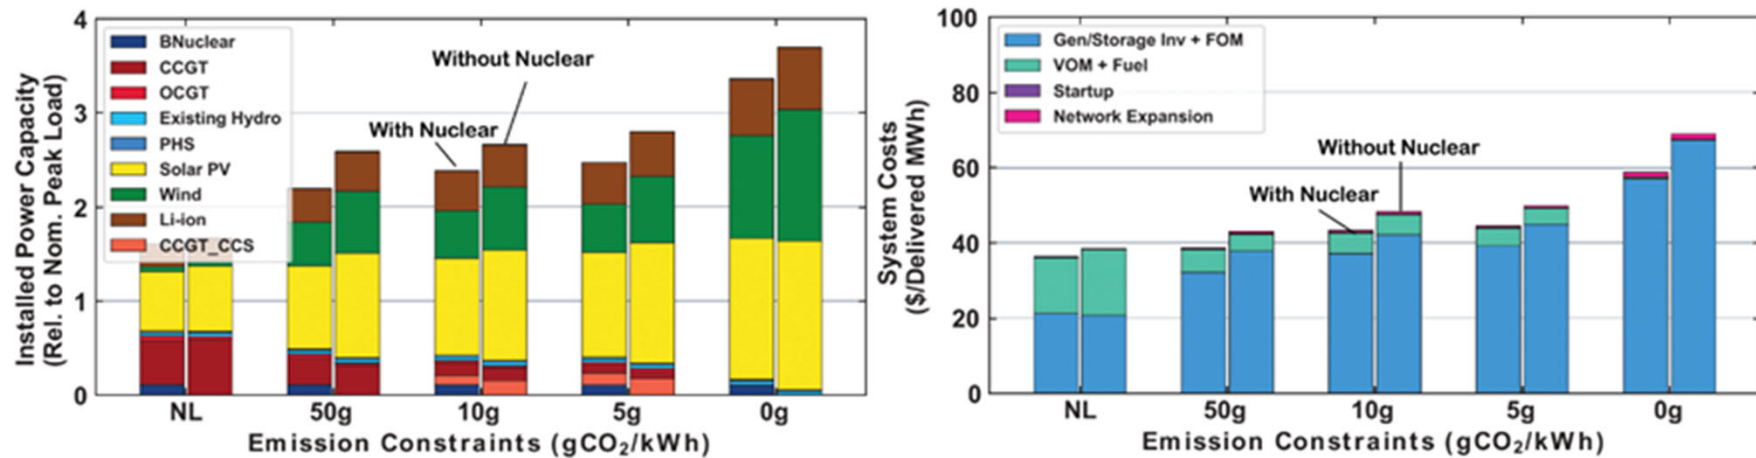 4
3
2
1
0
Installed Power Capacity
(Rel. to Nom. Peak Load)
BNuclear
CCGT
OCGT
Existing Hydro
PHS
Solar PV
Wind
Li-ion
CCGT_CCS
Without Nuclear
With Nuclear
NL 50g 10g 5g 0g
Emission Constraints (gCO₂/kWh)
100
80
60
40
20
0
System Costs
($/Delivered MWh)
Gen/Storage Inv + FOM
VOM + Fuel
Startup
Network Expansion
Without Nuclear
With Nuclear
NL 50g 10g 5g 0g
Emission Constraints (gCO₂/kWh)